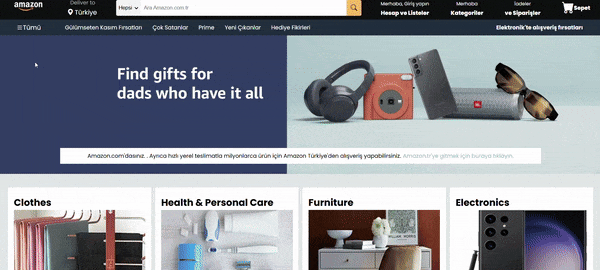 amazon
Deliver to
Türkiye
Hepsi
Ara Amazon.com.tr
Merhaba, Giriş yapın
Hesap ve Listeler
Merhaba
Kategoriler
İadeler
ve Siparişler
Sepet
Tümü
Gülümseten Kasım Fırsatları
Çok Satanlar
Prime
Yeni Çıkanlar
Hediye Fikirleri
Elektronik'te alışveriş fırsatları
Find gifts for
dads who have it all
JBL
Amazon.com'dasınız. . Ayrıca hızlı yerel teslimatla milyonlarca ürün için Amazon Türkiye'den alışveriş yapabilirsiniz. Amazon.tr'ye gitmek için buraya tıklayın.
Clothes
Health & Personal Care
Furniture
Electronics